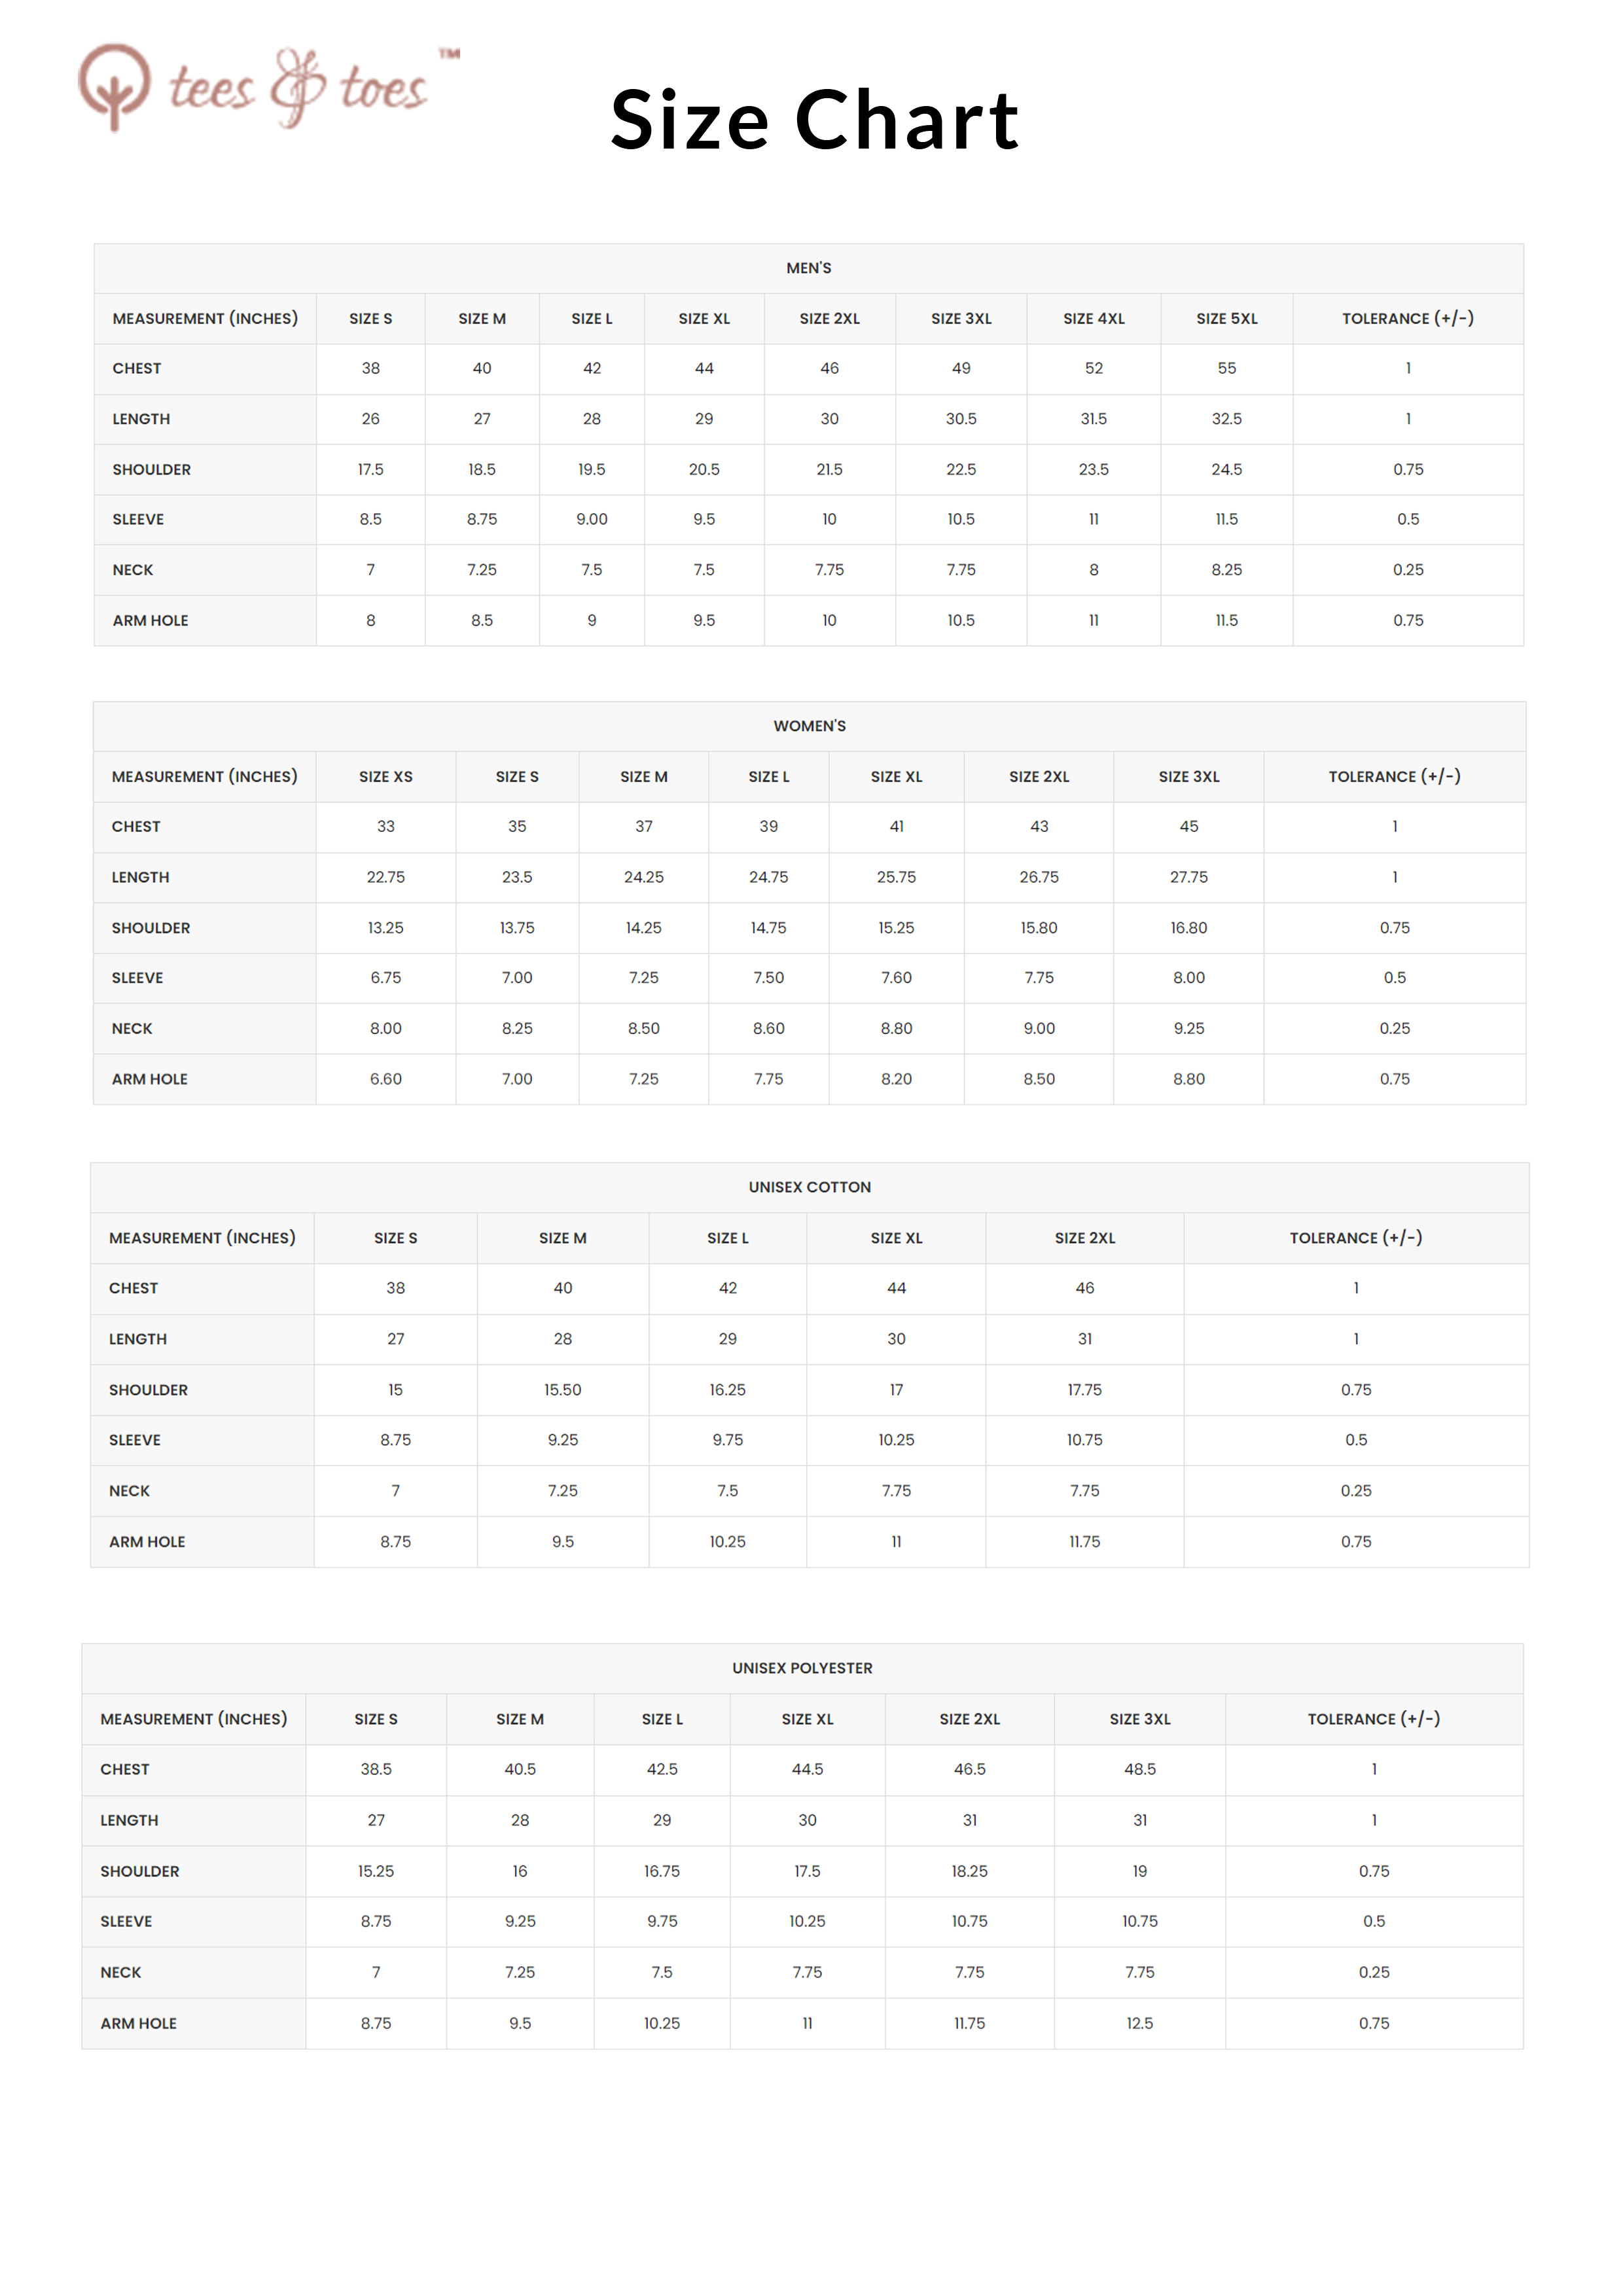 tees & toes ™
Size Chart
MEN'S
MEASUREMENT (INCHES) SIZE S SIZE M SIZE L SIZE XL SIZE 2XL SIZE 3XL SIZE 4XL SIZE 5XL TOLERANCE (+/-)
CHEST 38 40 42 44 46 49 52 55 1
LENGTH 26 27 28 29 30 30.5 31.5 32.5 1
SHOULDER 17.5 18.5 19.5 20.5 21.5 22.5 23.5 24.5 0.75
SLEEVE 8.5 8.75 9.00 9.5 10 10.5 11 11.5 0.5
NECK 7 7.25 7.5 7.5 7.75 7.75 8 8.25 0.25
ARM HOLE 8 8.5 9 9.5 10 10.5 11 11.5 0.75
WOMEN'S
MEASUREMENT (INCHES) SIZE XS SIZE S SIZE M SIZE L SIZE XL SIZE 2XL SIZE 3XL TOLERANCE (+/-)
CHEST 33 35 37 39 41 43 45 1
LENGTH 22.75 23.5 24.25 24.75 25.75 26.75 27.75 1
SHOULDER 13.25 13.75 14.25 14.75 15.25 15.80 16.80 0.75
SLEEVE 6.75 7.00 7.25 7.50 7.60 7.75 8.00 0.5
NECK 8.00 8.25 8.50 8.60 8.80 9.00 9.25 0.25
ARM HOLE 6.60 7.00 7.25 7.75 8.20 8.50 8.80 0.75
UNISEX COTTON
MEASUREMENT (INCHES) SIZE S SIZE M SIZE L SIZE XL SIZE 2XL TOLERANCE (+/-)
CHEST 38 40 42 44 46 1
LENGTH 27 28 29 30 31 1
SHOULDER 15 15.50 16.25 17 17.75 0.75
SLEEVE 8.75 9.25 9.75 10.25 10.75 0.5
NECK 7 7.25 7.5 7.75 7.75 0.25
ARM HOLE 8.75 9.5 10.25 11 11.75 0.75
UNISEX POLYESTER
MEASUREMENT (INCHES) SIZE S SIZE M SIZE L SIZE XL SIZE 2XL SIZE 3XL TOLERANCE (+/-)
CHEST 38.5 40.5 42.5 44.5 46.5 48.5 1
LENGTH 27 28 29 30 31 31 1
SHOULDER 15.25 16 16.75 17.5 18.25 19 0.75
SLEEVE 8.75 9.25 9.75 10.25 10.75 10.75 0.5
NECK 7 7.25 7.5 7.75 7.75 7.75 0.25
ARM HOLE 8.75 9.5 10.25 11 11.75 12.5 0.75